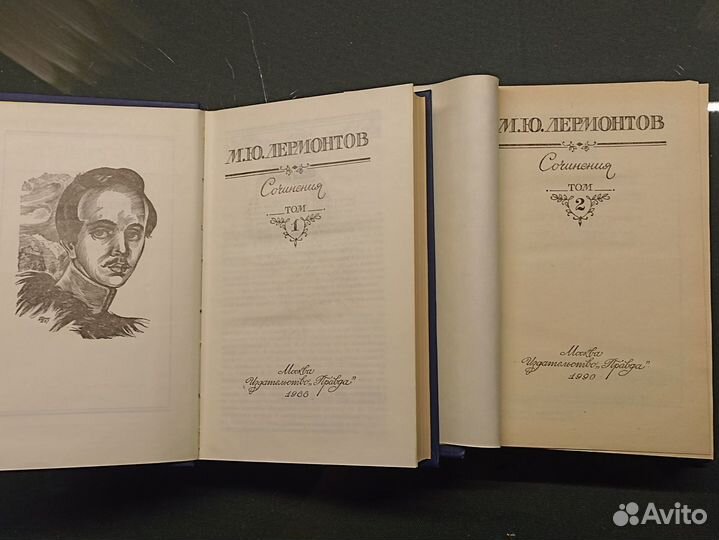 М.Ю.ЛЕРМОНТОВ
Сочинения
ТОМ
1
Москва
Издательство „Правда"
1988
М.Ю.ЛЕРМОНТОВ
Сочинения
ТОМ
2
Москва
Издательство „Правда"
1990
Avito